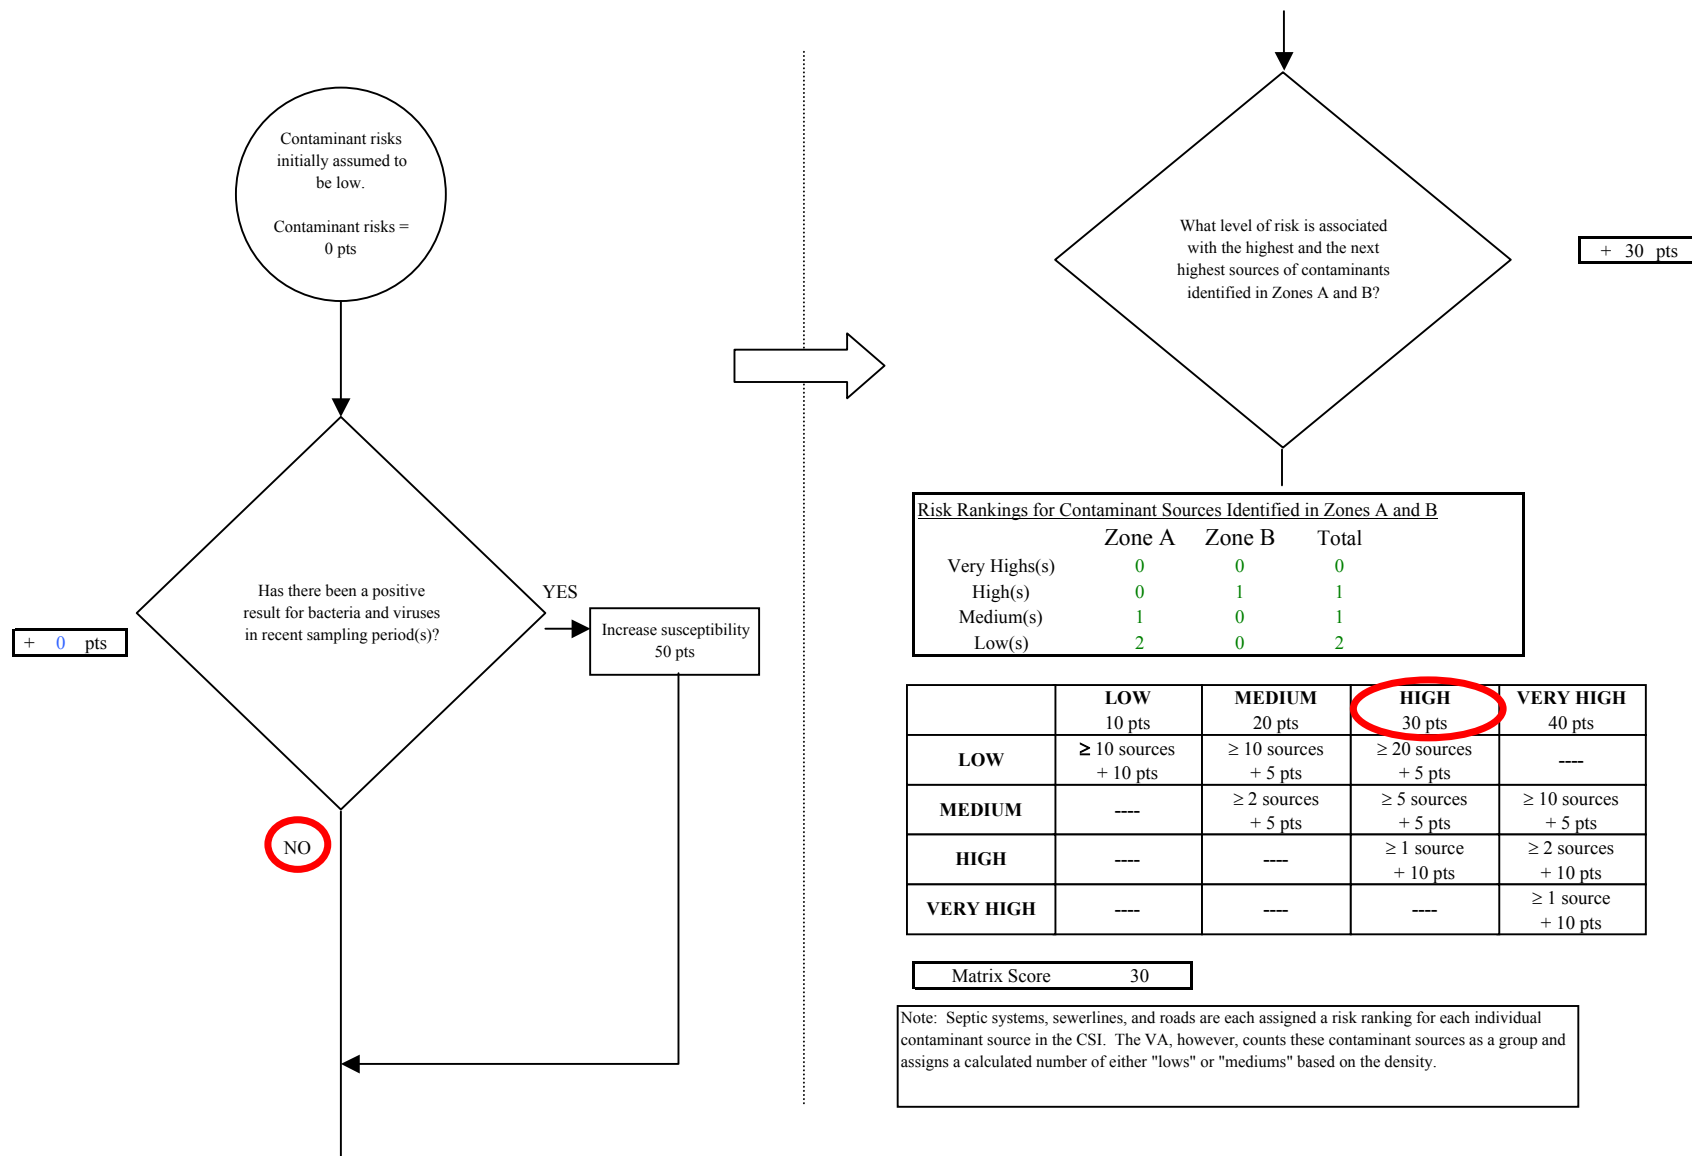 Contaminant risks
initially assumed to
be low.
Contaminant risks =
0 pts
Has there been a positive
result for bacteria and viruses
in recent sampling period(s)?
YES
Increase susceptibility
50 pts
+ 0 pts
NO
What level of risk is associated
with the highest and the next
highest sources of contaminants
identified in Zones A and B?
+ 30 pts
Risk Rankings for Contaminant Sources Identified in Zones A and B
Zone A Zone B Total
Very Highs(s) 0 0 0
High(s) 0 1 1
Medium(s) 1 0 1
Low(s) 2 0 2
LOW MEDIUM HIGH VERY HIGH
10 pts 20 pts 30 pts 40 pts
LOW ≥ 10 sources ≥ 10 sources ≥ 20 sources ----
+ 10 pts + 5 pts + 5 pts
MEDIUM ---- ≥ 2 sources ≥ 5 sources ≥ 10 sources
+ 5 pts + 5 pts + 5 pts
HIGH ---- ---- ≥ 1 source ≥ 2 sources
+ 10 pts + 10 pts
VERY HIGH ---- ---- ---- ≥ 1 source
+ 10 pts
Matrix Score 30
Note: Septic systems, sewerlines, and roads are each assigned a risk ranking for each individual
contaminant source in the CSI. The VA, however, counts these contaminant sources as a group and
assigns a calculated number of either "lows" or "mediums" based on the density.